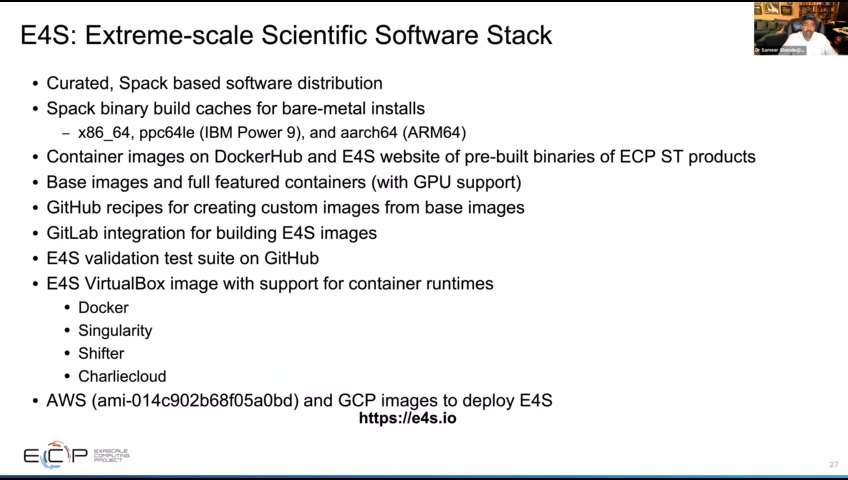 E4S: Extreme-scale Scientific Software Stack
• Curated, Spack based software distribution
• Spack binary build caches for bare-metal installs
– x86_64, ppc64le (IBM Power 9), and aarch64 (ARM64)
• Container images on DockerHub and E4S website of pre-built binaries of ECP ST products
• Base images and full featured containers (with GPU support)
• GitHub recipes for creating custom images from base images
• GitLab integration for building E4S images
• E4S validation test suite on GitHub
• E4S VirtualBox image with support for container runtimes
• Docker
• Singularity
• Shifter
• Charliecloud
• AWS (ami-014c902b68f05a0bd) and GCP images to deploy E4S
https://e4s.io
ECP
EXASCALE
COMPUTING
PROJECT
27
Dr Sameer